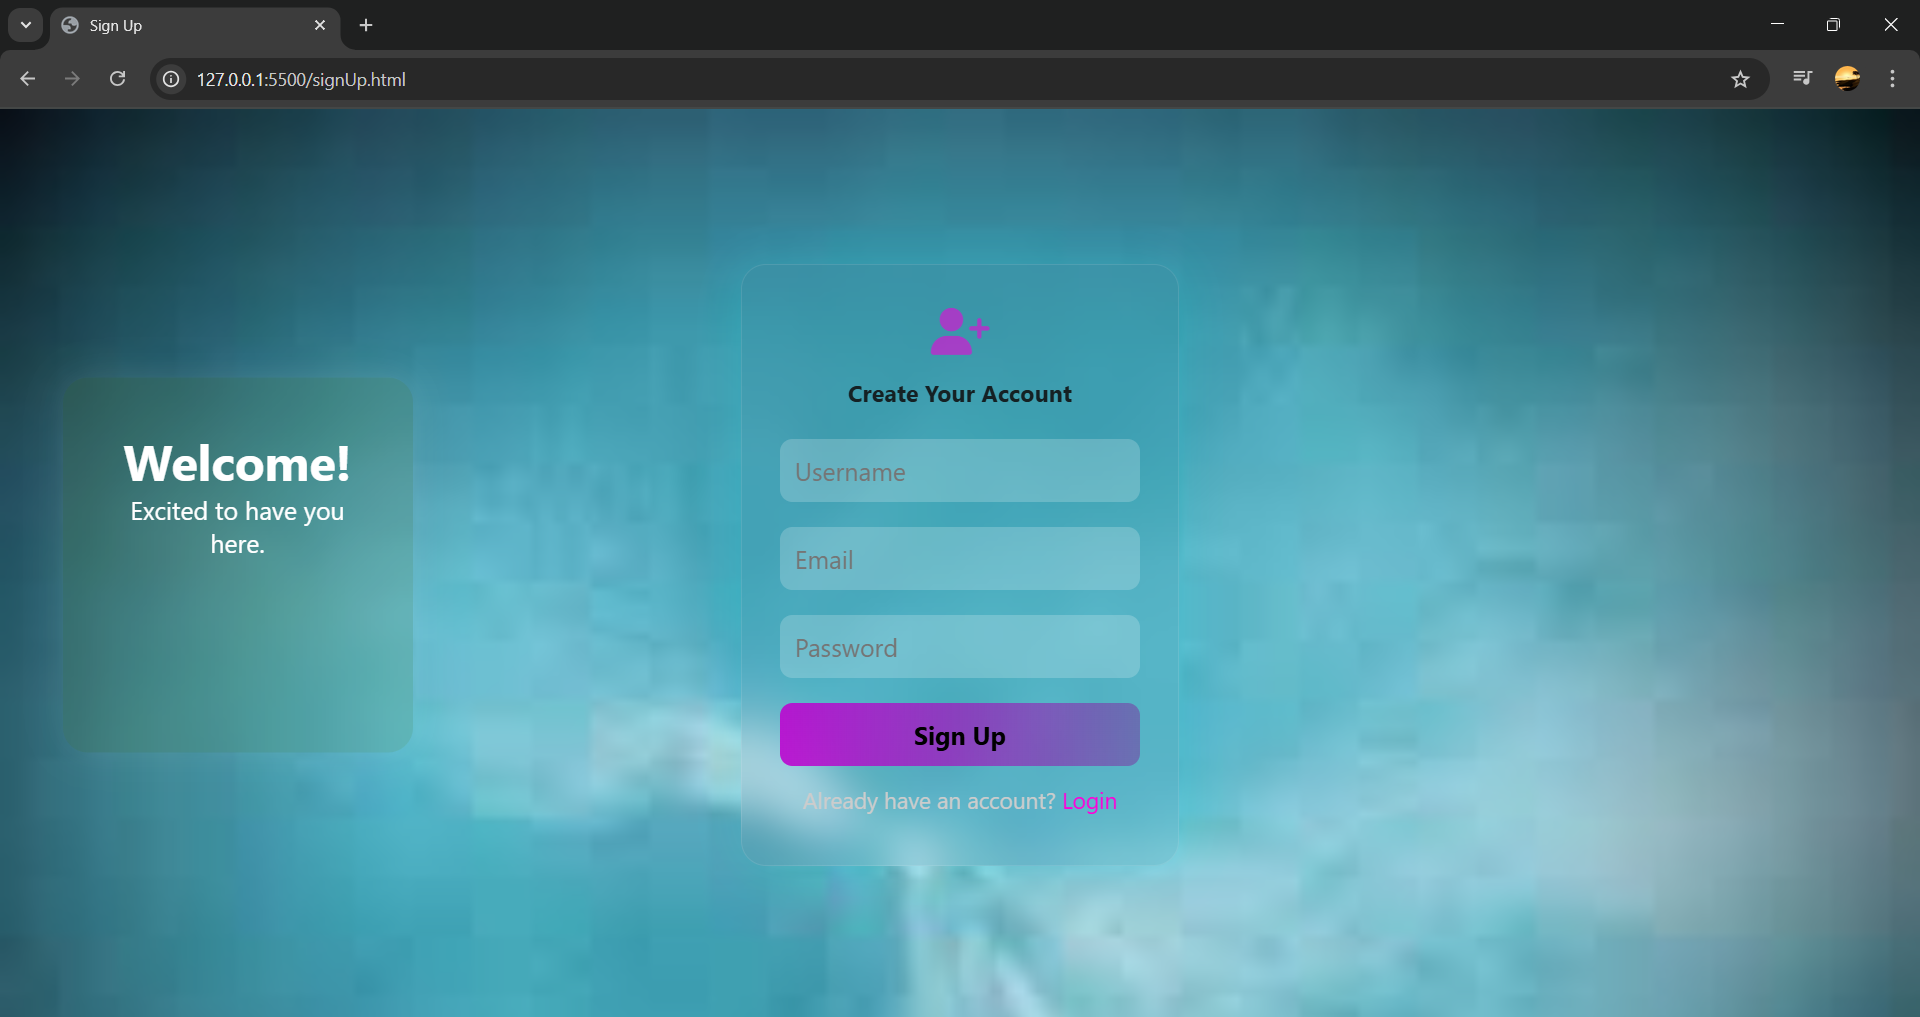 Sign Up
127.0.0.1:5500/signUp.html
Welcome!
Excited to have you
here.
Create Your Account
Username
Email
Password
Sign Up
Already have an account? Login